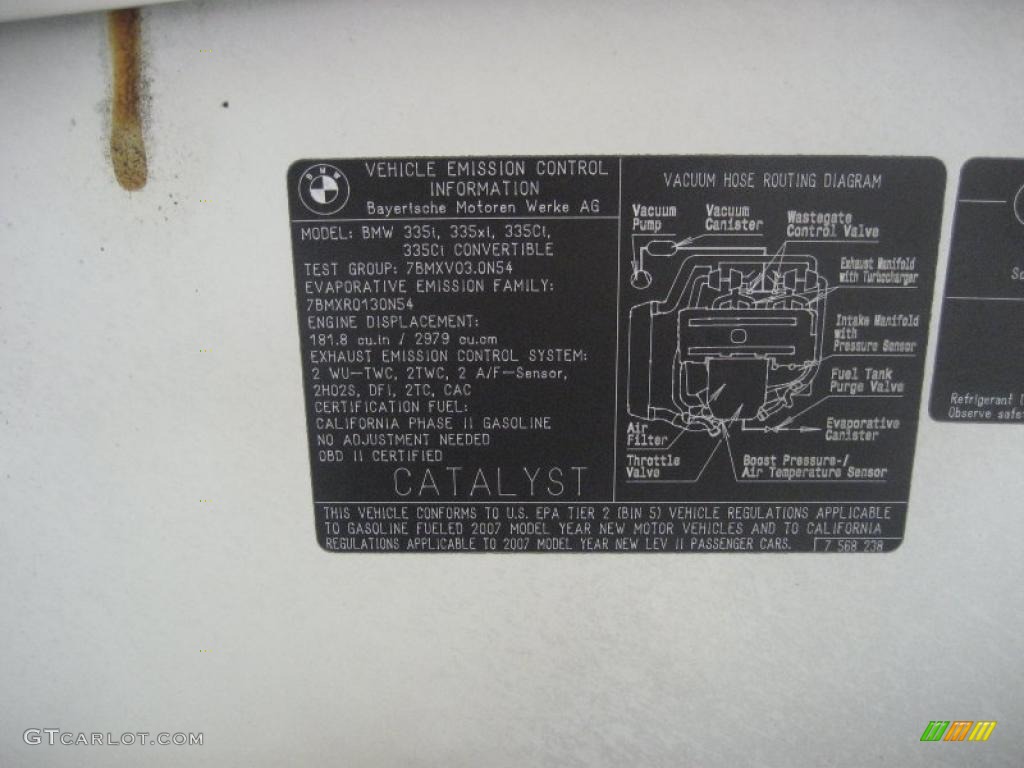 BMW
VEHICLE EMISSION CONTROL
INFORMATION
Bayerische Motoren Werke AG
MODEL: BMW 335i, 335xi, 335Ci,
335Ci CONVERTIBLE
TEST GROUP: 7BMXV03.0N54
EVAPORATIVE EMISSION FAMILY:
7BMXR0130N54
ENGINE DISPLACEMENT:
181.8 cu.in / 2979 cu.cm
EXHAUST EMISSION CONTROL SYSTEM:
2 WU-TWC, 2TWC, 2 A/F-Sensor,
2HO2S, DFI, 2TC, CAC
CERTIFICATION FUEL:
CALIFORNIA PHASE II GASOLINE
NO ADJUSTMENT NEEDED
OBD II CERTIFIED
CATALYST
VACUUM HOSE ROUTING DIAGRAM
Vacuum
Pump
Vacuum
Canister
Wastegate
Control Valve
Exhaust Manifold
with Turbocharger
Intake Manifold
with
Pressure Sensor
Fuel Tank
Purge Valve
Evaporative
Canister
Air
Filter
Throttle
Valve
Boost Pressure-/
Air Temperature Sensor
THIS VEHICLE CONFORMS TO U.S. EPA TIER 2 (BIN 5) VEHICLE REGULATIONS APPLICABLE
TO GASOLINE FUELED 2007 MODEL YEAR NEW MOTOR VEHICLES AND TO CALIFORNIA
REGULATIONS APPLICABLE TO 2007 MODEL YEAR NEW LEV II PASSENGER CARS.
7 568 238
Refrigerant
Observe
GTCARLOT.COM